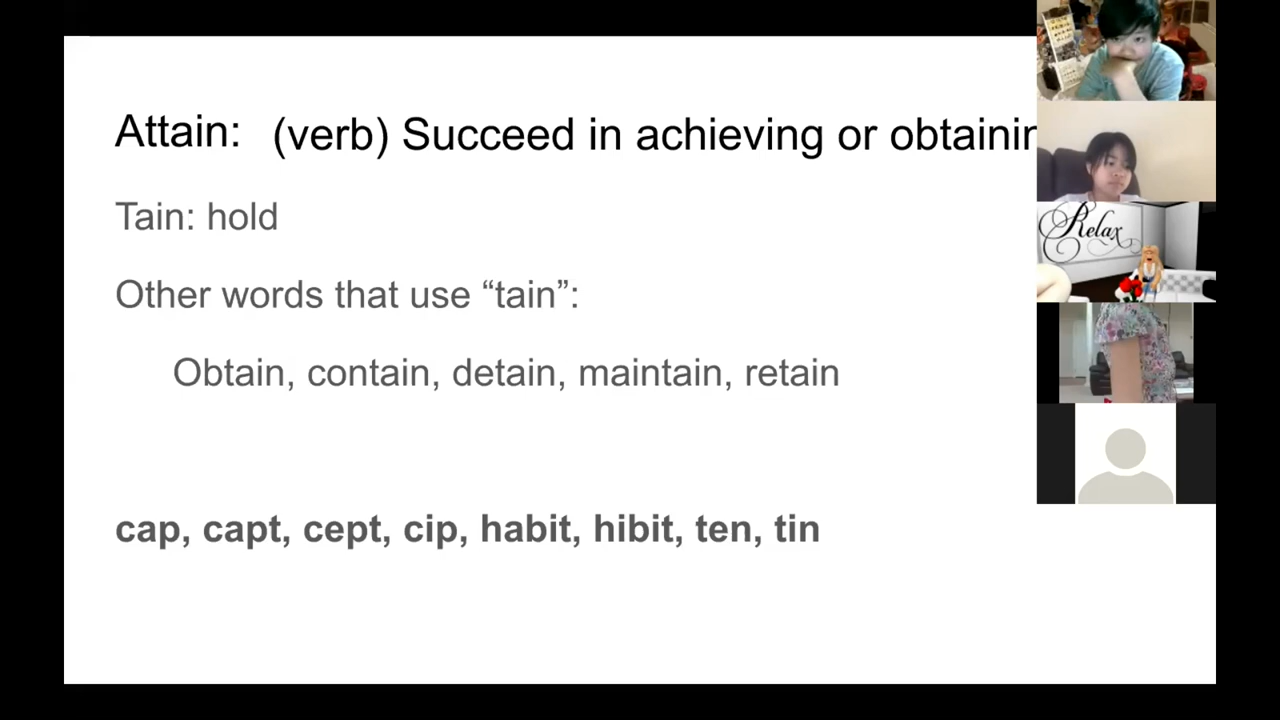 Attain: (verb) Succeed in achieving or
Tain: hold
Other words that use “tain”:
Obtain, contain, detain, maintain, retain
cap, capt, cept, cip, habit, hibit, ten, tin
Relax